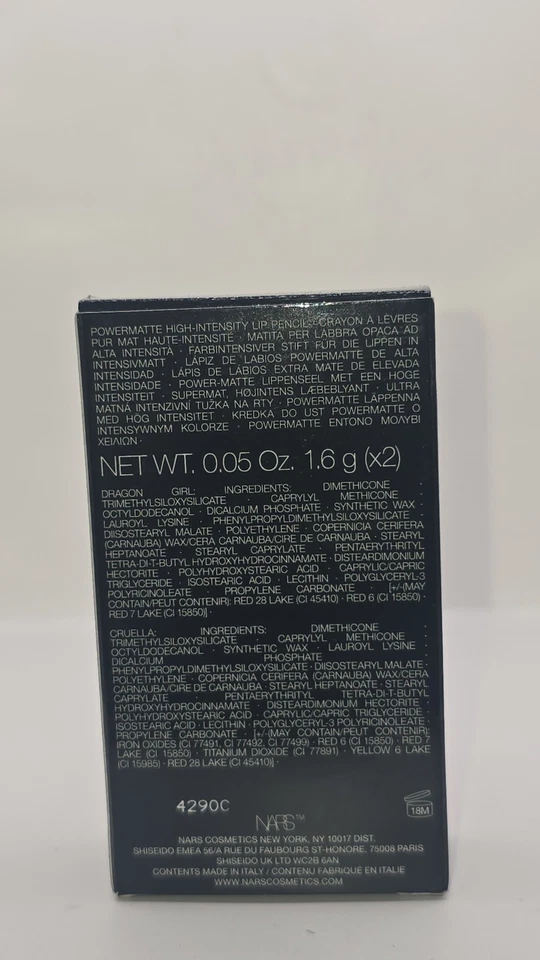 POWERMATTE HIGH-INTENSITY LIP PENCIL · CRAYON À LÈVRES
PUR MAT HAUTE-INTENSITÉ · MATITA PER LABBRA OPACA AD
ALTA INTENSITÀ · FARBINTENSIVER STIFT FÜR DIE LIPPEN IN
INTENSIVMATT · LÁPIZ DE LABIOS POWERMATTE DE ALTA
INTENSIDAD · LÁPIS DE LÁBIOS EXTRA MATE DE ELEVADA
INTENSIDADE · POWER-MATTE LIPPENSEEL MET EEN HOGE
INTENSITEIT · SUPERMAT, HØJINTENS LÆBEBLYANT · ULTRA
MATNÁ INTENZIVNÍ TUŽKA NA RTY · POWERMATTE LÄPPENNA
MED HÖG INTENSITET · KREDKA DO UST POWERMATTE O
INTENSYWNYM KOLORZE · POWERMATTE ΕΝΤΟΝΟ ΜΟΛΥΒΙ
ΧΕΙΛΙΩΝ ·
NET WT. 0.05 Oz. 1.6 g (x2)
DRAGON GIRL: INGREDIENTS: DIMETHICONE ·
TRIMETHYLSILOXYSILICATE · CAPRYLYL METHICONE ·
OCTYLDODECANOL · DICALCIUM PHOSPHATE · SYNTHETIC WAX ·
LAUROYL LYSINE · PHENYLPROPYLDIMETHYLSILOXYSILICATE ·
DIISOSTEARYL MALATE · POLYETHYLENE · COPERNICIA CERIFERA
(CARNAUBA) WAX/CERA CARNAUBA/CIRE DE CARNAUBA · STEARYL
HEPTANOATE · STEARYL CAPRYLATE · PENTAERYTHRITYL
TETRA-DI-T-BUTYL HYDROXYHYDROCINNAMATE · DISTEARDIMONIUM
HECTORITE · POLYHYDROXYSTEARIC ACID · CAPRYLIC/CAPRIC
TRIGLYCERIDE · ISOSTEARIC ACID · LECITHIN · POLYGLYCERYL-3
POLYRICINOLEATE · PROPYLENE CARBONATE · [+/-(MAY
CONTAIN/PEUT CONTENIR): RED 28 LAKE (CI 45410) · RED 6 (CI 15850) ·
RED 7 LAKE (CI 15850)] ·
CRUELLA: INGREDIENTS: DIMETHICONE ·
TRIMETHYLSILOXYSILICATE · CAPRYLYL METHICONE ·
OCTYLDODECANOL · SYNTHETIC WAX · LAUROYL LYSINE ·
DICALCIUM PHOSPHATE ·
PHENYLPROPYLDIMETHYLSILOXYSILICATE · DIISOSTEARYL MALATE ·
POLYETHYLENE · COPERNICIA CERIFERA (CARNAUBA) WAX/CERA
CARNAUBA/CIRE DE CARNAUBA · STEARYL HEPTANOATE · STEARYL
CAPRYLATE · PENTAERYTHRITYL TETRA-DI-T-BUTYL
HYDROXYHYDROCINNAMATE · DISTEARDIMONIUM HECTORITE ·
POLYHYDROXYSTEARIC ACID · CAPRYLIC/CAPRIC TRIGLYCERIDE ·
ISOSTEARIC ACID · LECITHIN · POLYGLYCERYL-3 POLYRICINOLEATE ·
PROPYLENE CARBONATE · [+/-(MAY CONTAIN/PEUT CONTENIR):
IRON OXIDES (CI 77491, CI 77492, CI 77499) · RED 6 (CI 15850) · RED 7
LAKE (CI 15850) · TITANIUM DIOXIDE (CI 77891) · YELLOW 6 LAKE
(CI 15985) · RED 28 LAKE (CI 45410)] ·
4290C
18M
NARS™
NARS COSMETICS NEW YORK, NY 10017 DIST.
SHISEIDO EMEA 56/A RUE DU FAUBOURG ST-HONORE, 75008 PARIS
SHISEIDO UK LTD WC2B 6AN
CONTENTS MADE IN ITALY / CONTENU FABRIQUÉ EN ITALIE
WWW.NARSCOSMETICS.COM